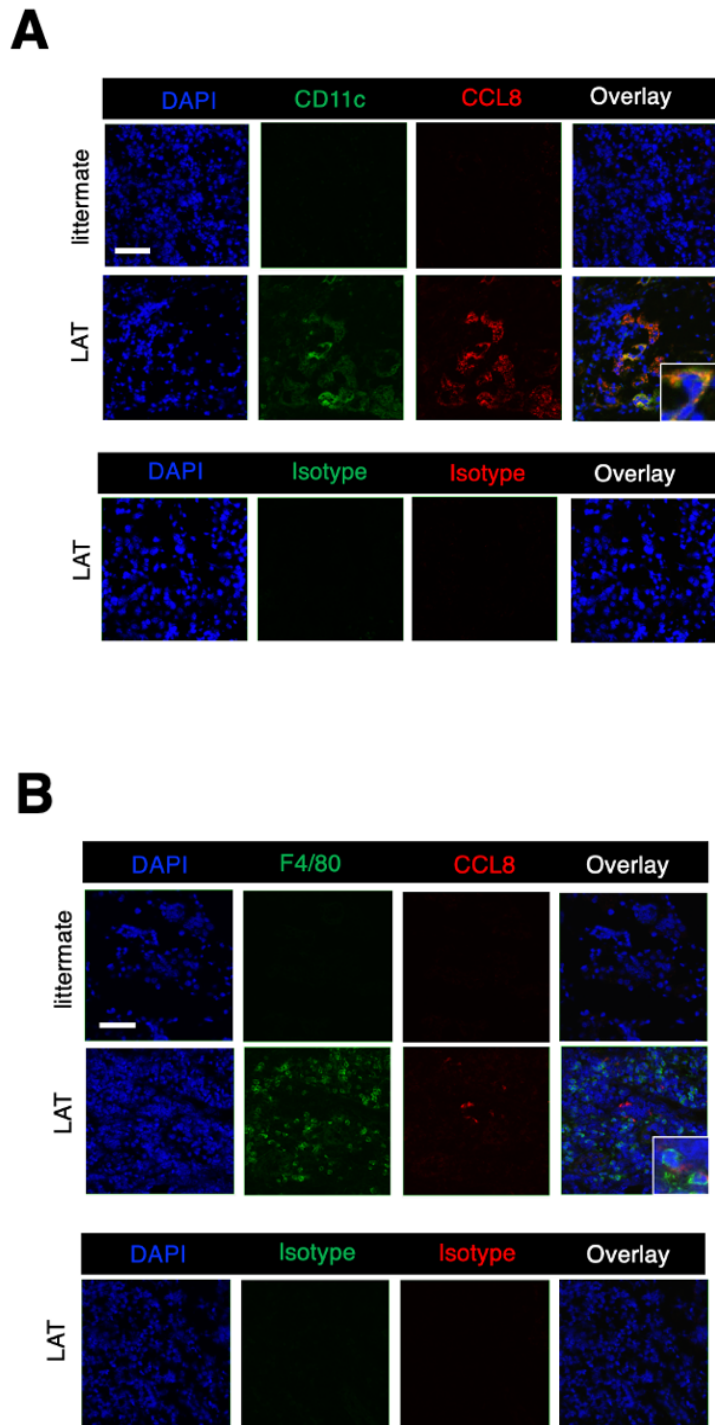 A
DAPI CD11c CCL8 Overlay
littermate
LAT
DAPI Isotype Isotype Overlay
LAT
B
DAPI F4/80 CCL8 Overlay
littermate
LAT
DAPI Isotype Isotype Overlay
LAT